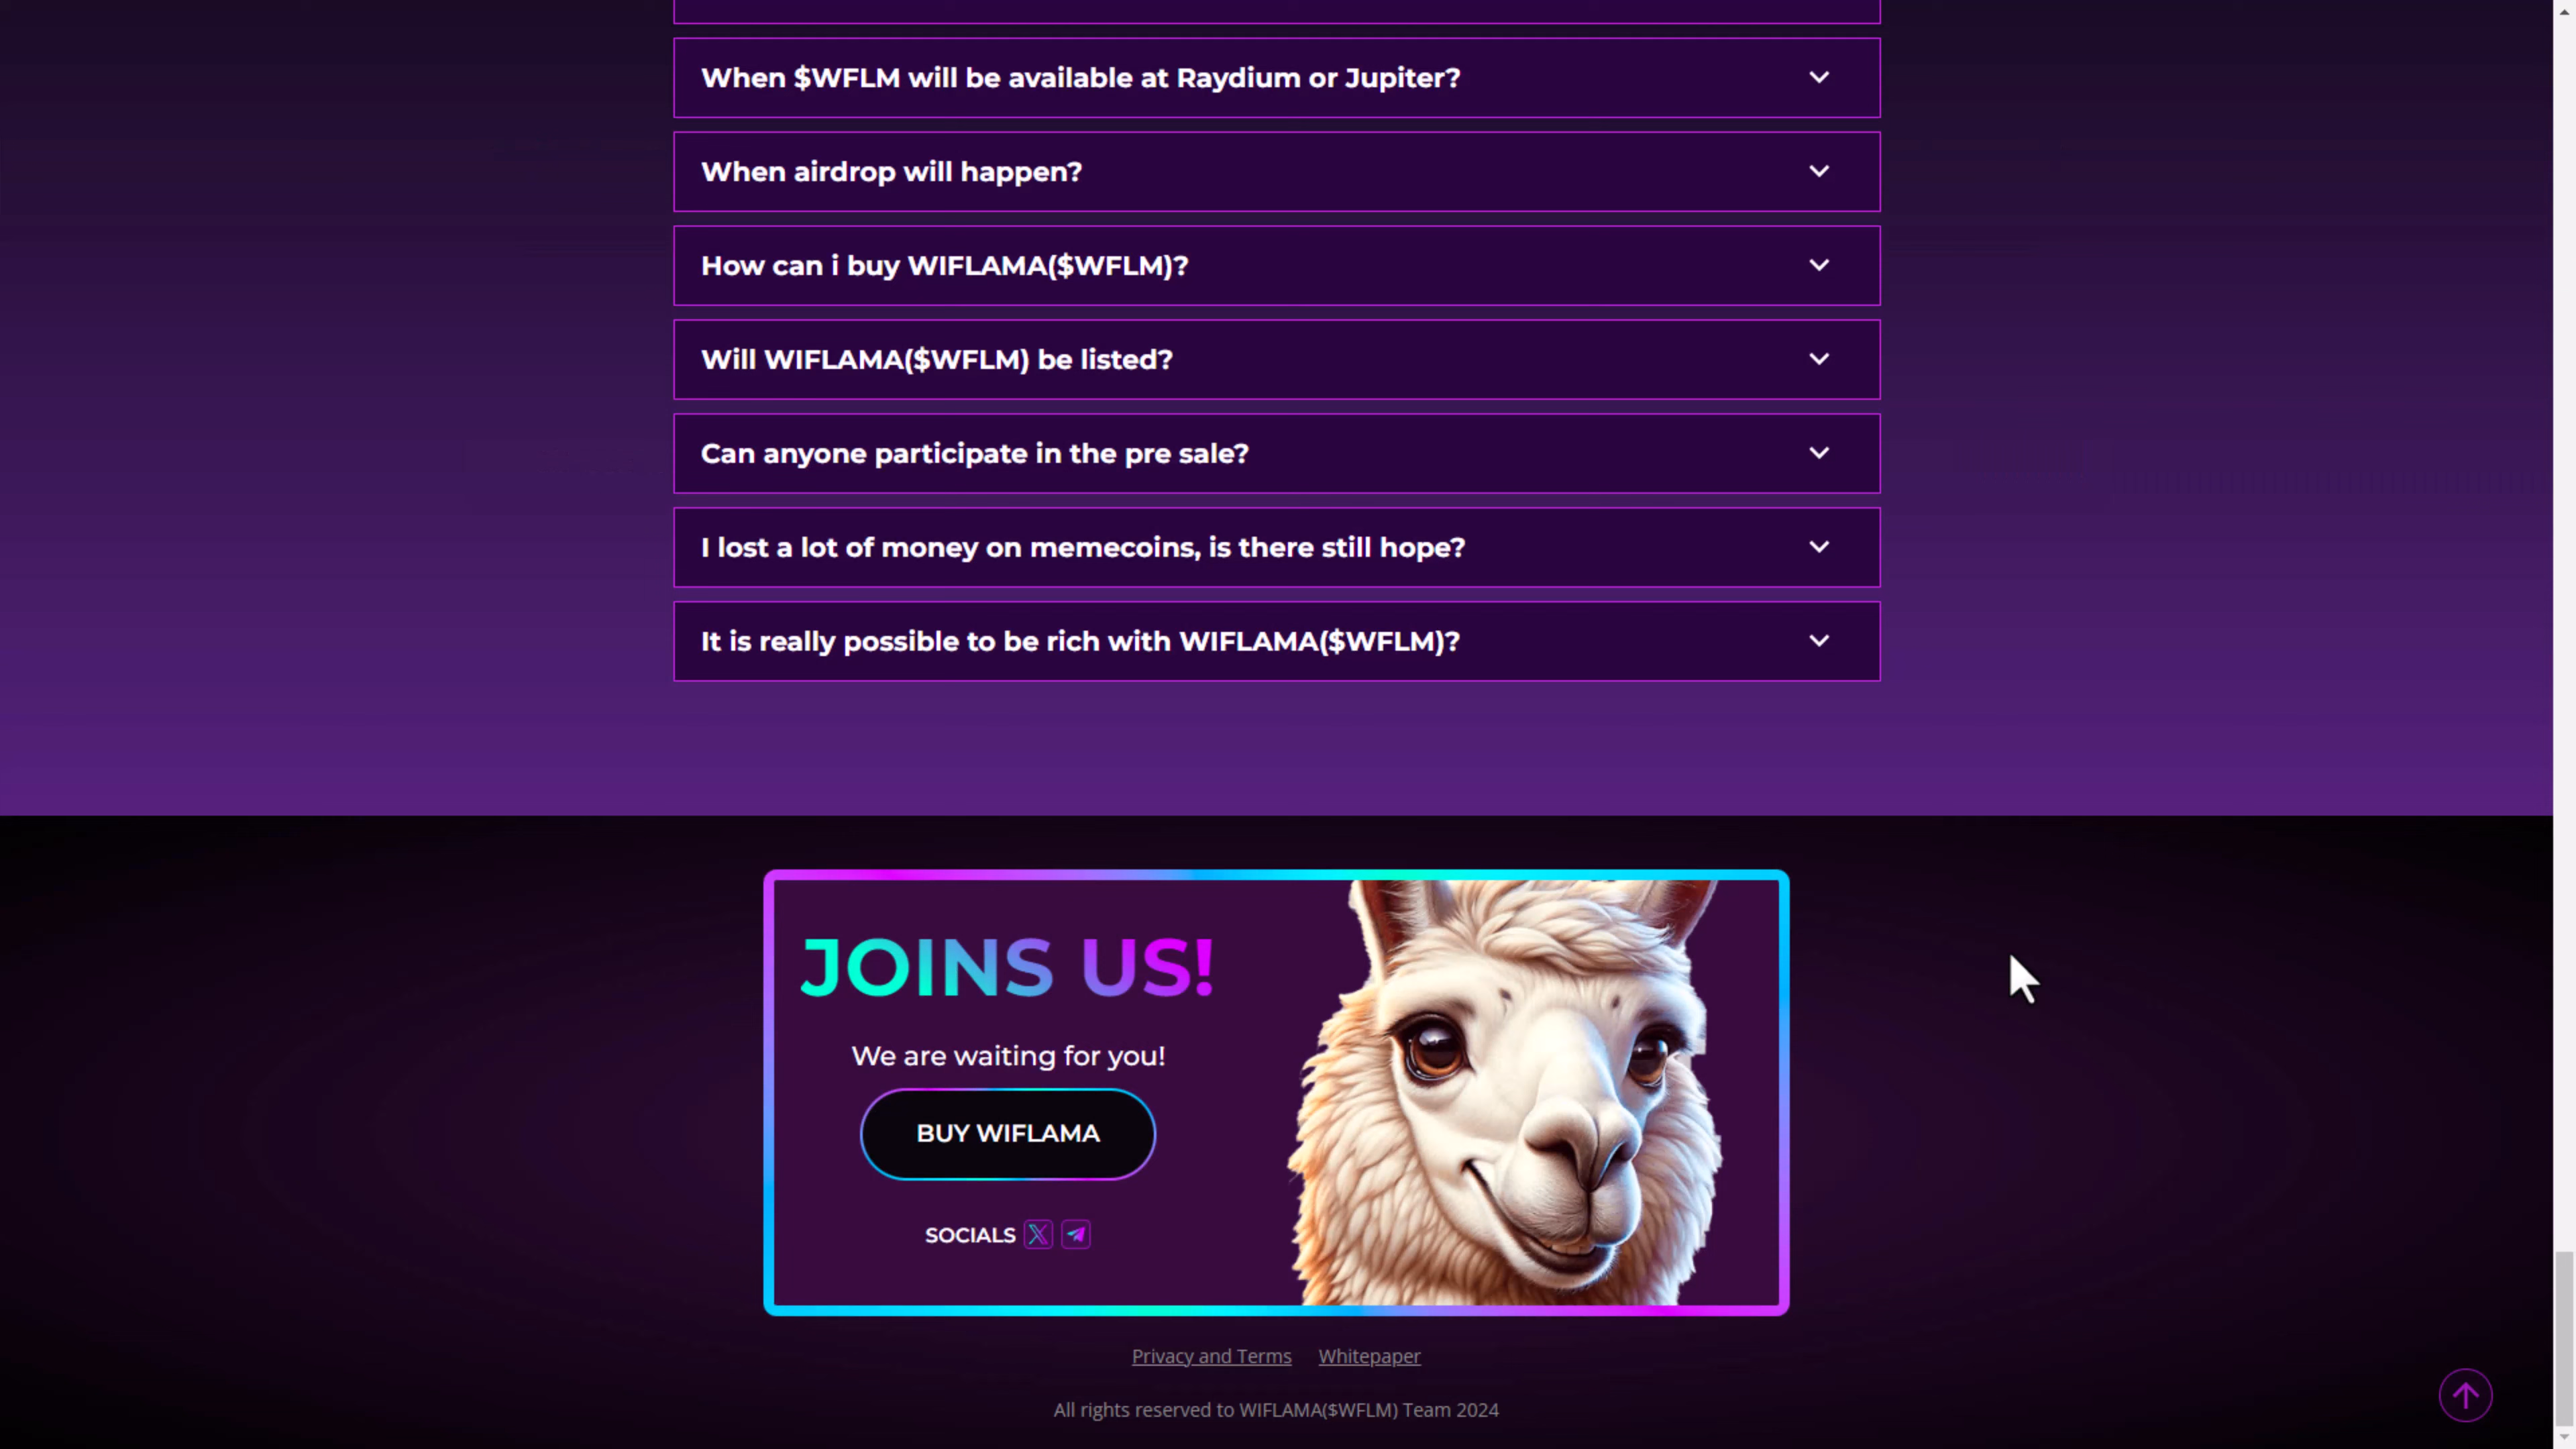 When $WFLM will be available at Raydium or Jupiter?
When airdrop will happen?
How can i buy WIFLAMA($WFLM)?
Will WIFLAMA($WFLM) be listed?
Can anyone participate in the pre sale?
I lost a lot of money on memecoins, is there still hope?
It is really possible to be rich with WIFLAMA($WFLM)?
JOINS US!
We are waiting for you!
BUY WIFLAMA
SOCIALS
Privacy and Terms Whitepaper
All rights reserved to WIFLAMA($WFLM) Team 2024